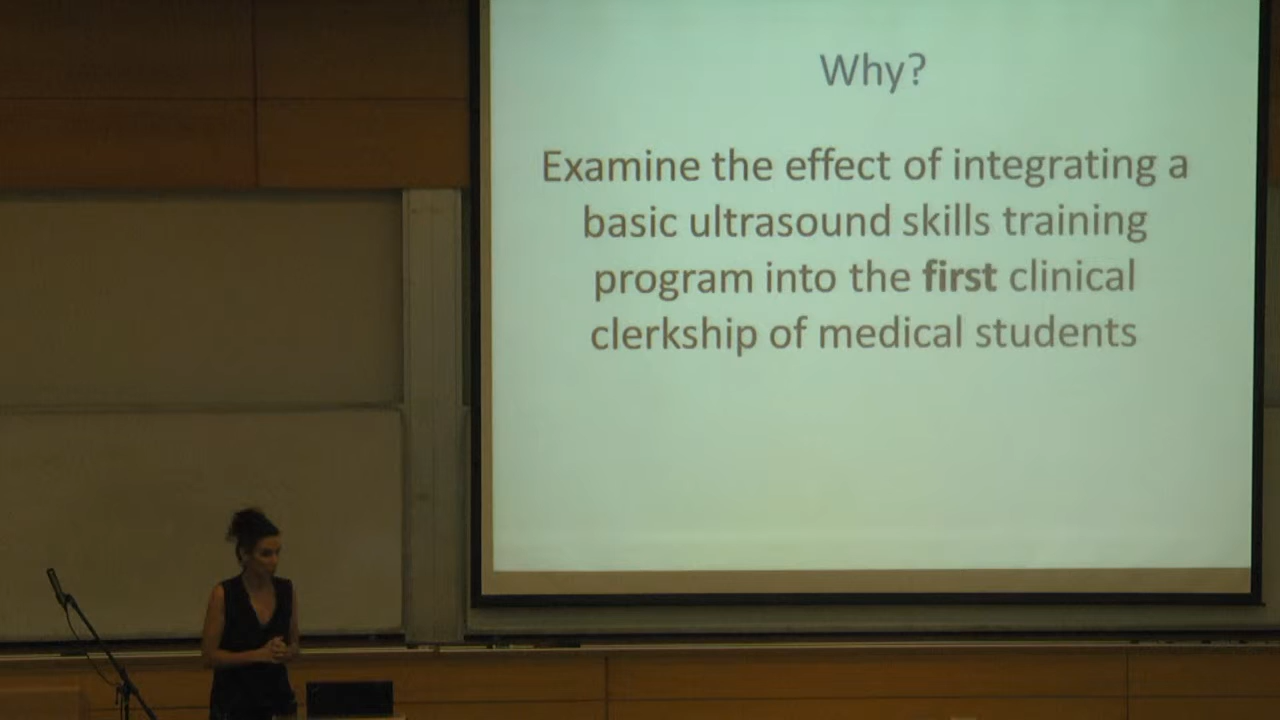 Why?
Examine the effect of integrating a
basic ultrasound skills training
program into the first clinical
clerkship of medical students